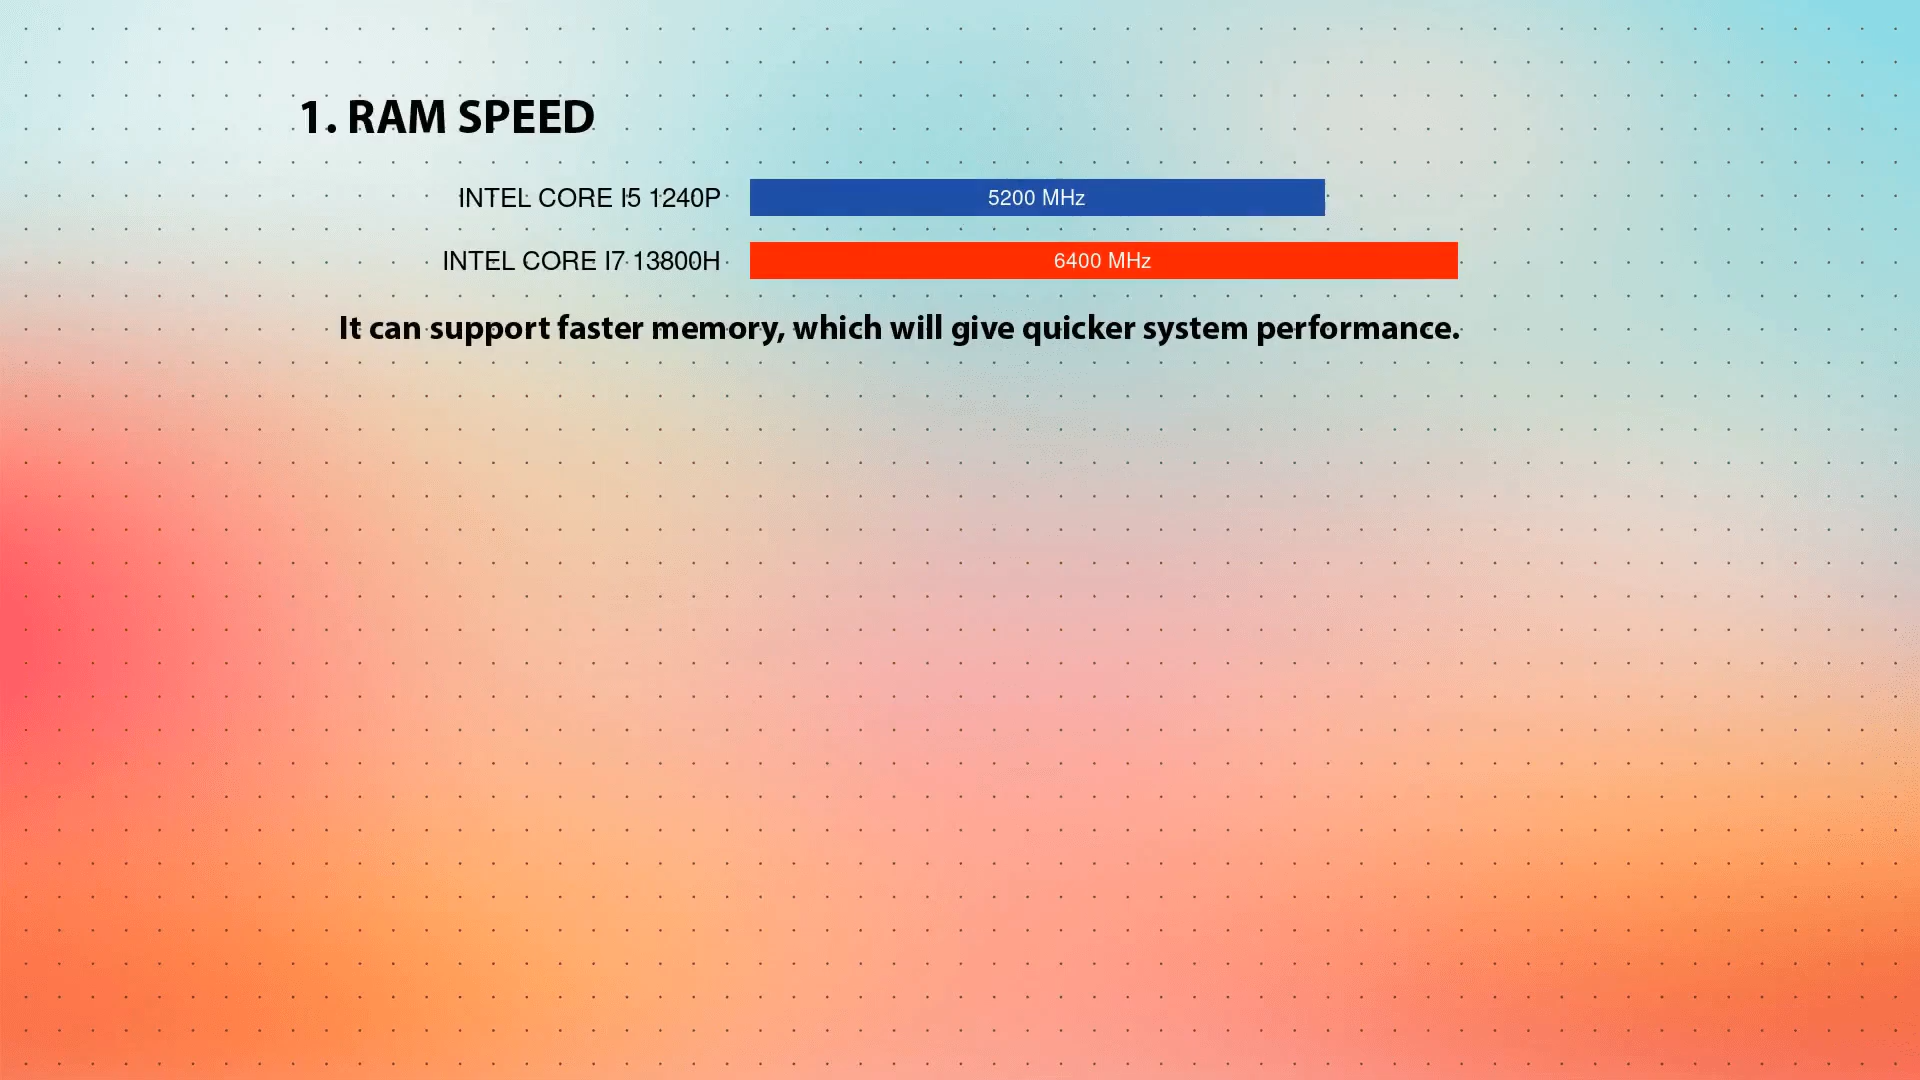 1. RAM SPEED
INTEL CORE I5 1240P 5200 MHz
INTEL CORE I7 13800H 6400 MHz
It can support faster memory, which will give quicker system performance.